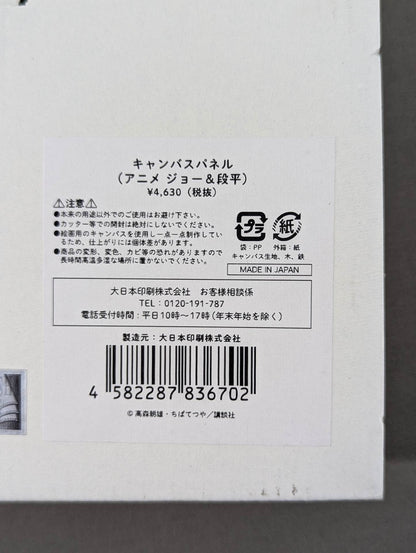 キャンバスパネル
（アニメ ジョー＆段平）
¥4,630（税抜）
⚠注意⚠
●本来の用途以外でのご使用はお避け下さい。
●カッター等での開封は絶対にしないでください。
●絵画用のキャンバスを使用し一点一点制作しているため、仕上がりには個体差があります。
●商品の変形、変色、カビ等の恐れがありますので長時間高温多湿な場所に置かないでください。
プラ
紙
袋：PP 外箱：紙
キャンバス生地、木、鉄
MADE IN JAPAN
大日本印刷株式会社 お客様相談係
TEL：0120-191-787
電話受付時間：平日10時～17時（年末年始を除く）
製造元：大日本印刷株式会社
4 582287 836702
© 高森朝雄・ちばてつや／講談社